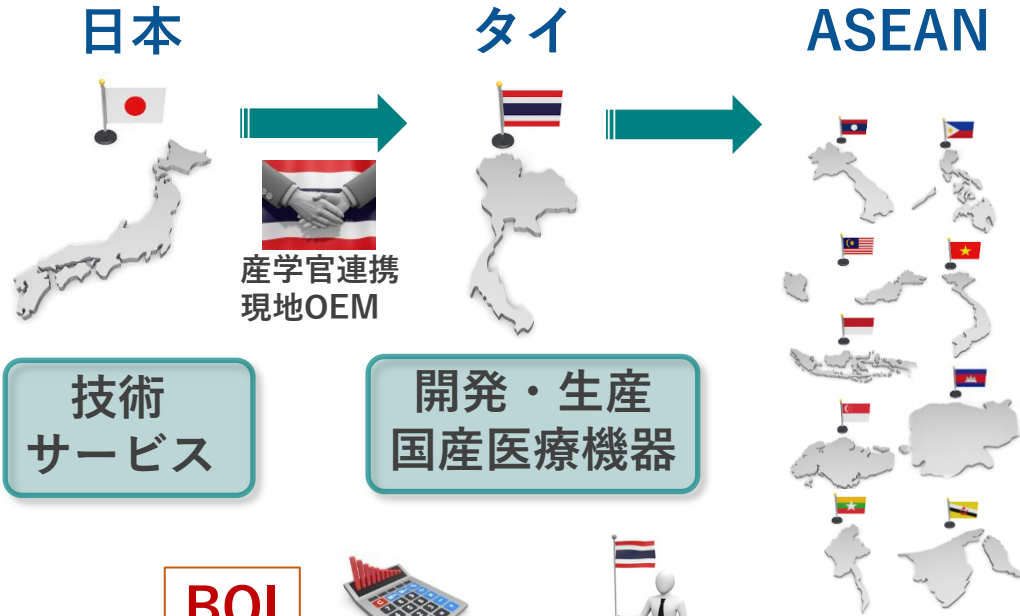 日本
タイ
ASEAN
産学官連携
現地OEM
技術
サービス
開発・生産
国産医療機器
BOI